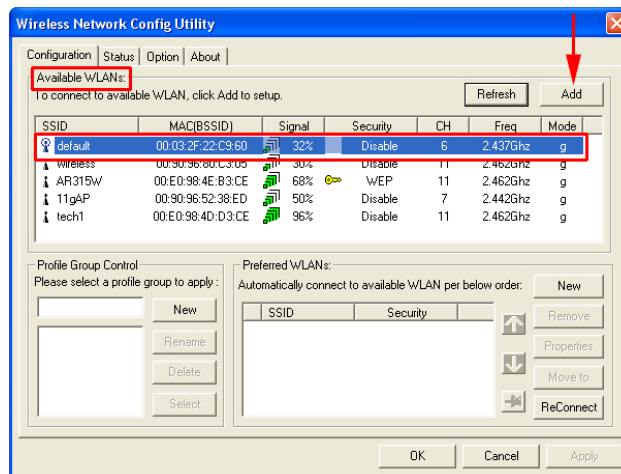 Wireless Network Config Utility
Configuration Status Option About
Available WLANs:
To connect to available WLAN, click Add to setup.
Refresh Add
SSID MAC(BSSID) Signal Security CH Freq Mode
default 00:03:2F:22:C9:60 32% Disable 6 2.437Ghz g
wireless 00:90:96:80:C3:05 30% Disable 11 2.462Ghz g
AR315W 00:E0:98:4E:B3:CE 68% WEP 11 2.462Ghz g
11gAP 00:90:96:52:38:ED 50% Disable 7 2.442Ghz g
tech1 00:E0:98:4D:D3:CE 96% Disable 11 2.462Ghz g
Profile Group Control
Please select a profile group to apply :
New
Rename
Delete
Select
Preferred WLANs:
Automatically connect to available WLAN per below order:
SSID Security
New
Remove
Properties
Move to
ReConnect
OK Cancel Apply